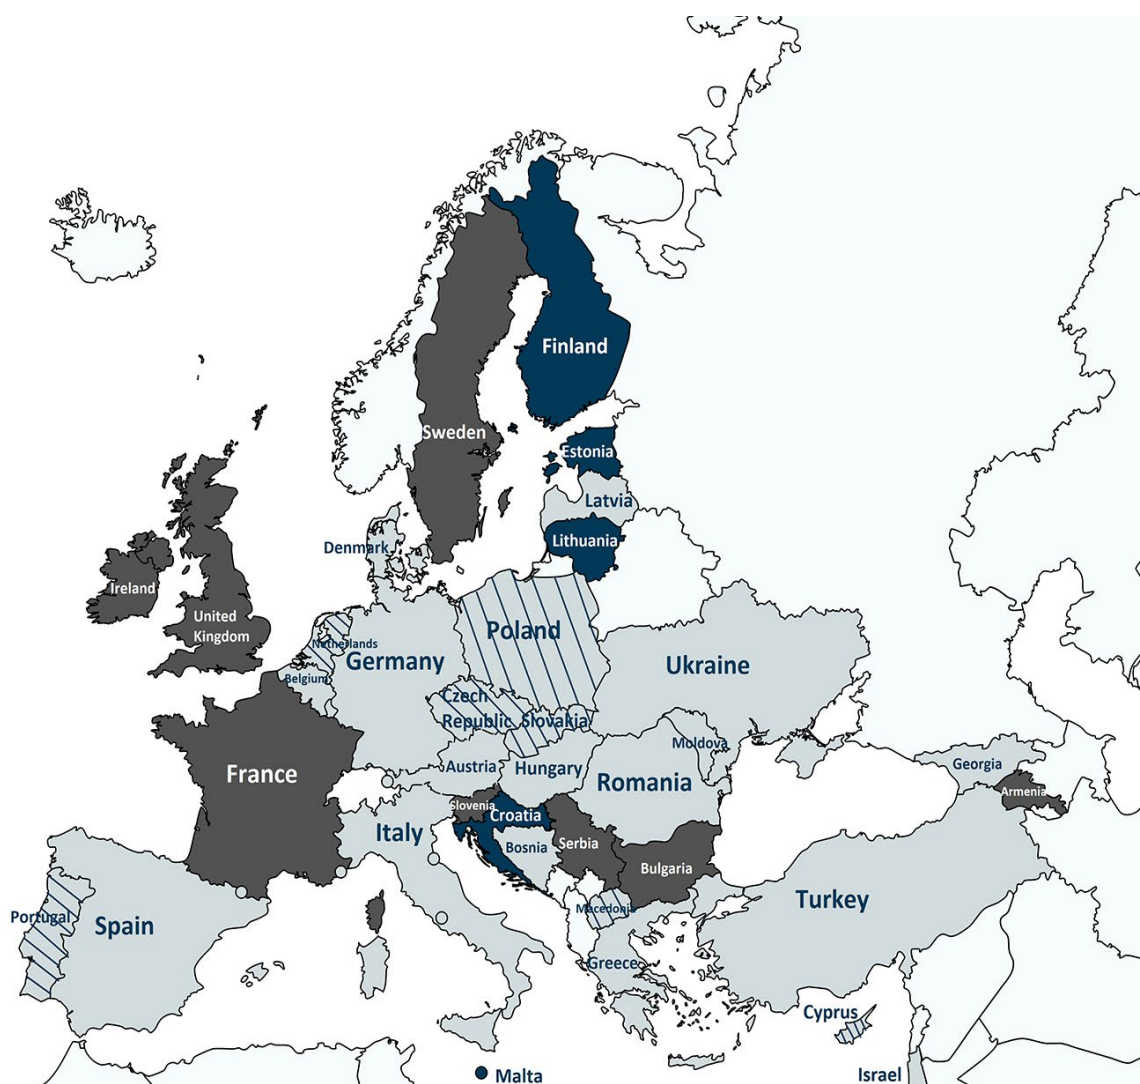 Finland
Sweden
Estonia
Latvia
Denmark
Lithuania
Ireland
United
Kingdom
Netherlands
Poland
Germany
Ukraine
Belgium
Czech
Republic
Slovakia
Moldova
Austria
Hungary
Romania
Georgia
France
Armenia
Slovenia
Croatia
Italy
Bosnia
Serbia
Bulgaria
Turkey
Macedonia
Portugal
Spain
Greece
Cyprus
Malta
Israel